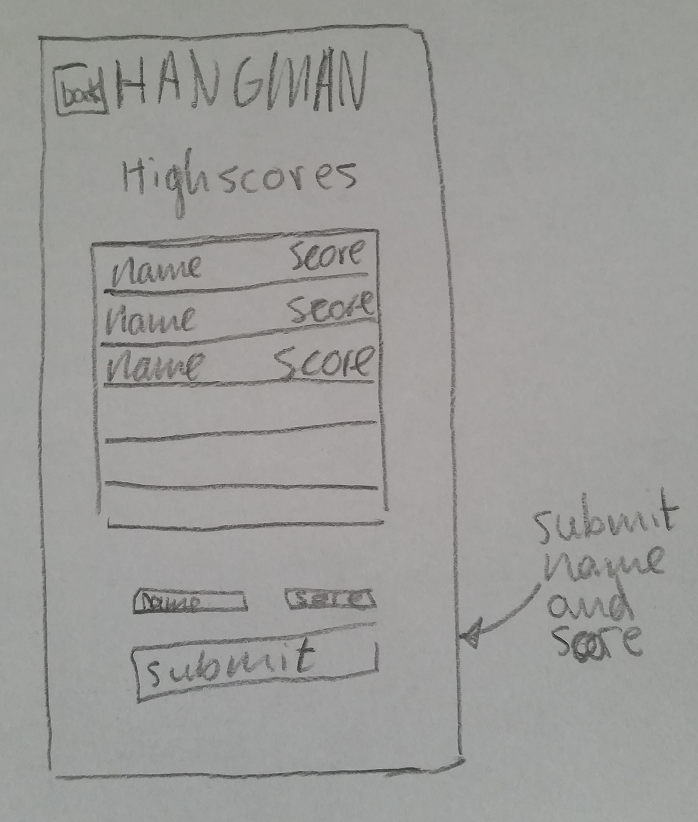 back HANGMAN
Highscores
name score
name score
name score
name score
submit
submit
name
and
score